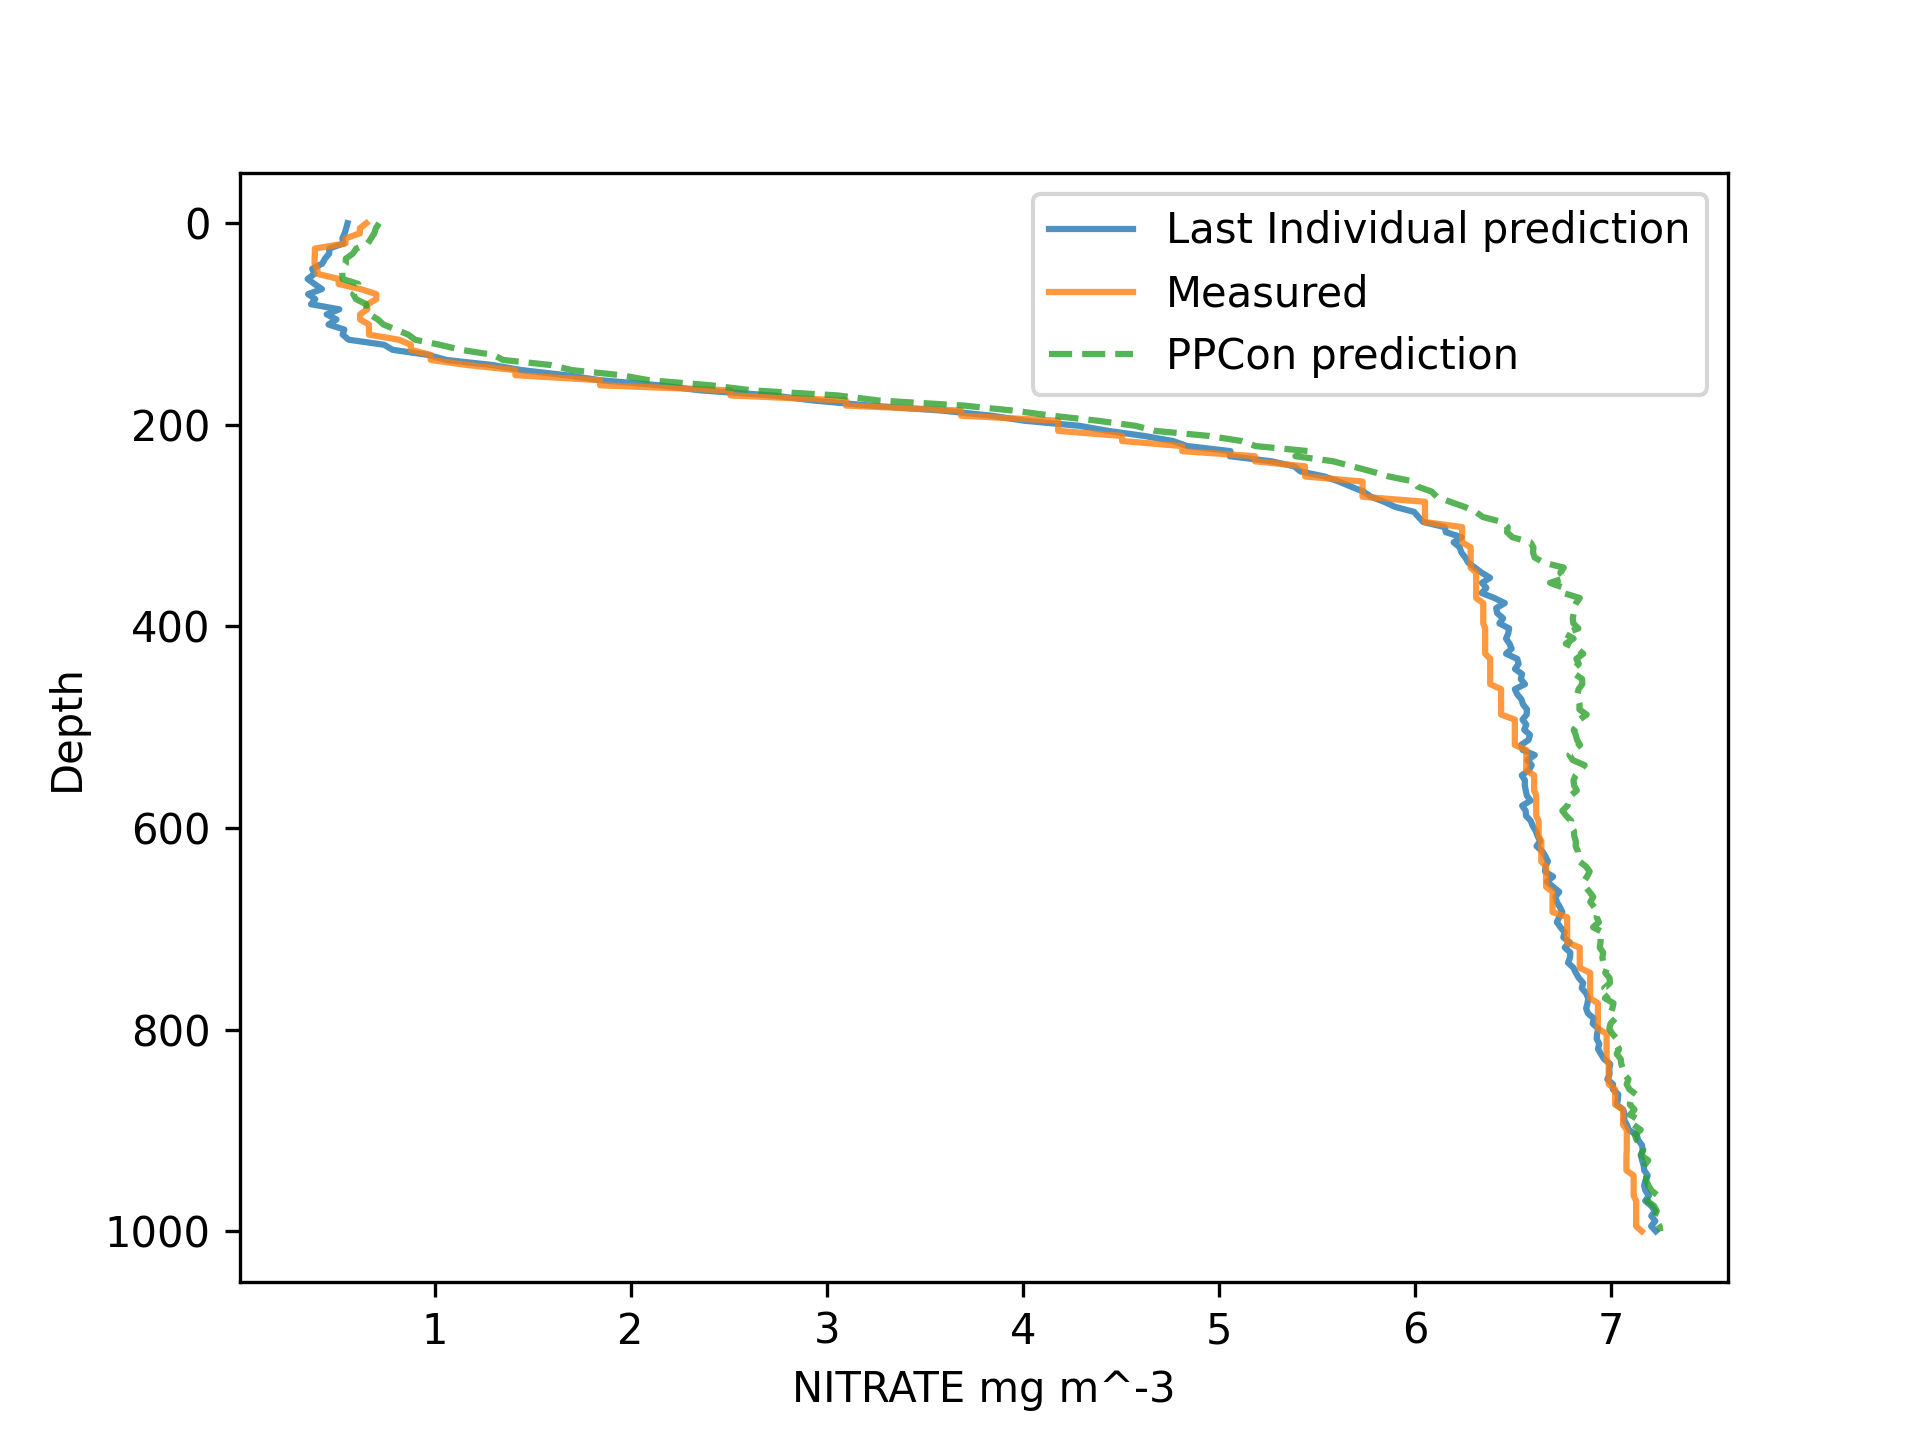 Last Individual prediction
Measured
PPCon prediction
0
200
400
600
800
1000
Depth
1 2 3 4 5 6 7
NITRATE mg m^-3